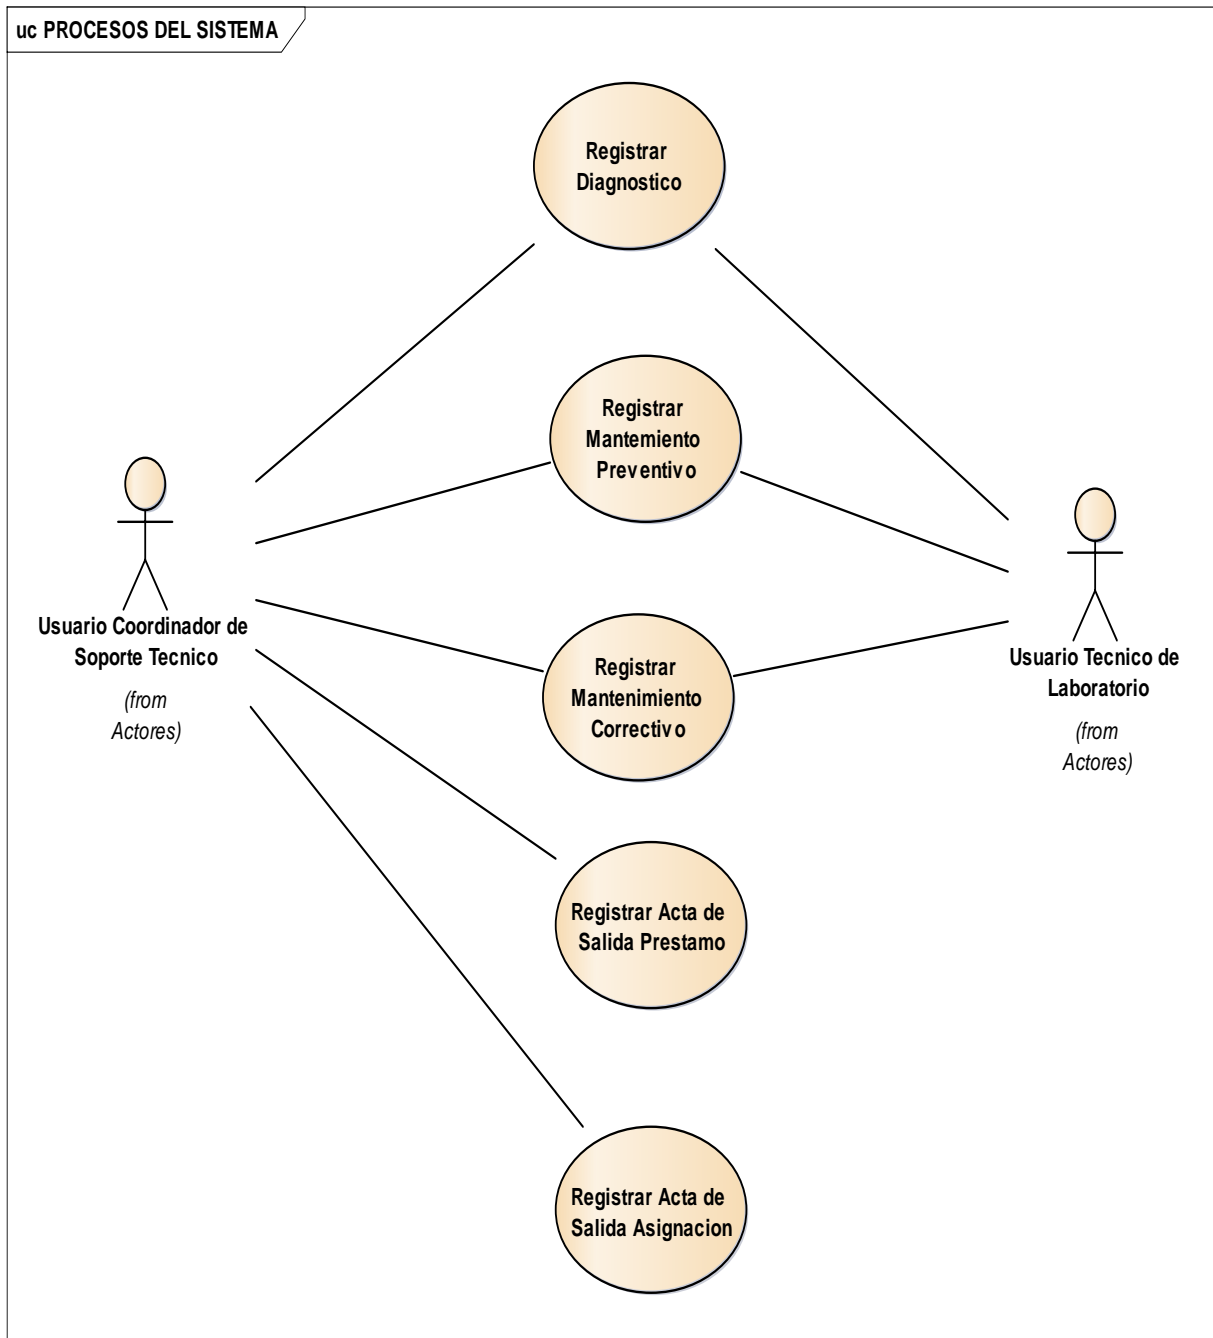 uc PROCESOS DEL SISTEMA
Registrar
Diagnostico
Registrar
Mantemiento
Preventivo
Usuario Coordinador de
Soporte Tecnico
(from
Actores)
Registrar
Mantenimiento
Correctivo
Usuario Tecnico de
Laboratorio
(from
Actores)
Registrar Acta de
Salida Prestamo
Registrar Acta de
Salida Asignacion